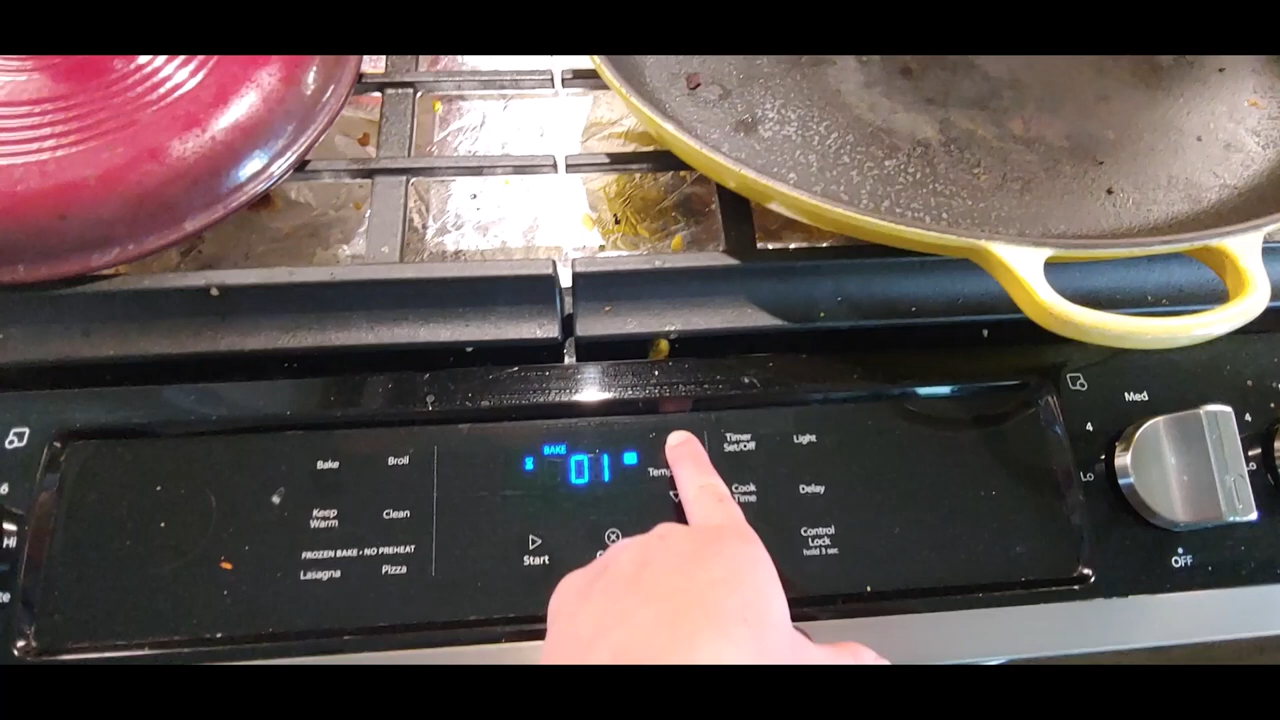 Med
4
4
Lo
Lo
OFF
6
Hi
Bake
Broil
Keep
Warm
Clean
FROZEN BAKE • NO PREHEAT
Lasagna
Pizza
BAKE
01
Start
Timer
Set/Off
Light
Cook
Time
Delay
Control
Lock
hold 3 sec